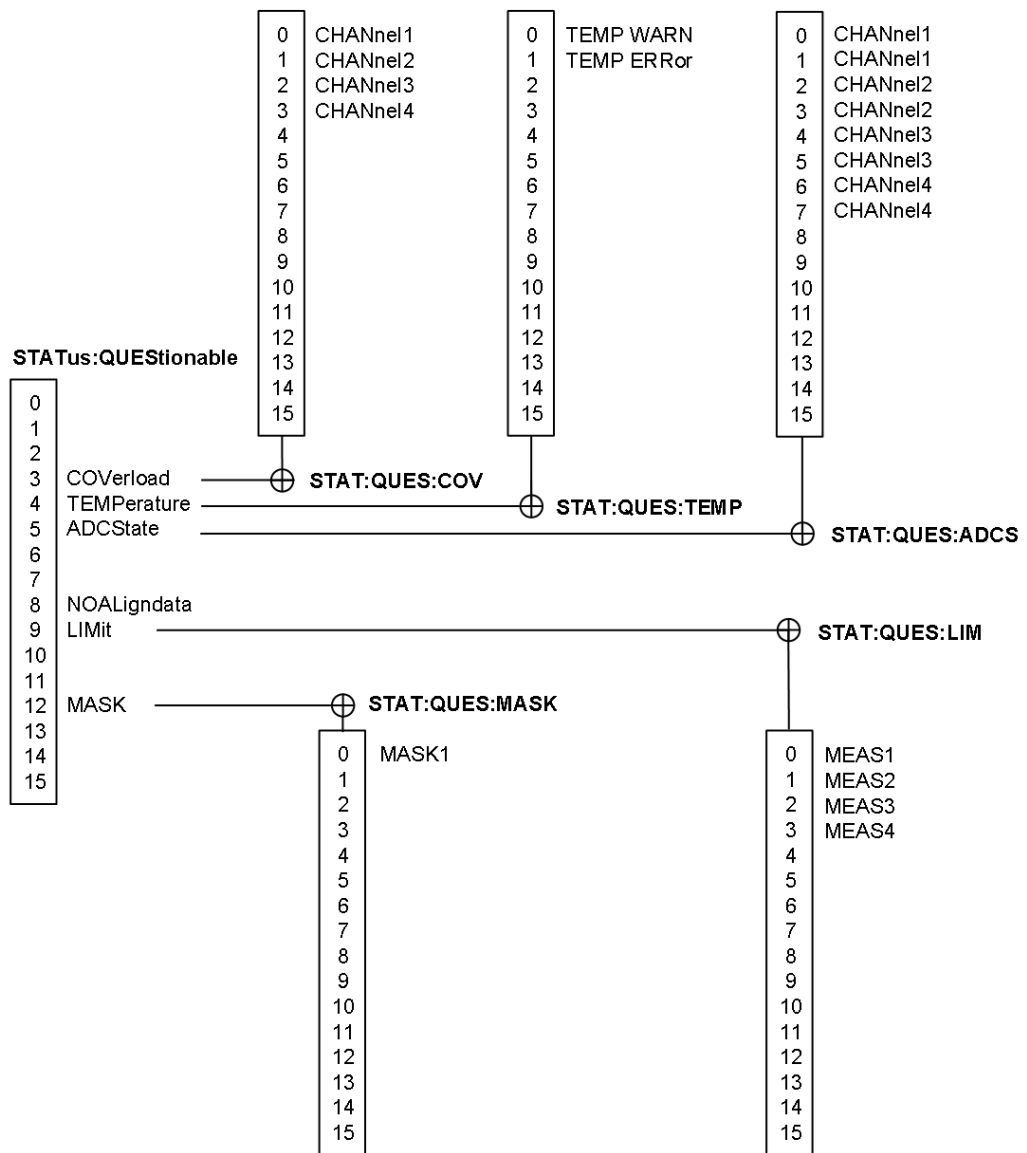 0 CHANnel1
1 CHANnel2
2 CHANnel3
3 CHANnel4
4
5
6
7
8
9
10
11
12
13
14
15
0 TEMP WARN
1 TEMP ERRor
2
3
4
5
6
7
8
9
10
11
12
13
14
15
0 CHANnel1
1 CHANnel1
2 CHANnel2
3 CHANnel2
4 CHANnel3
5 CHANnel3
6 CHANnel4
7 CHANnel4
8
9
10
11
12
13
14
15
STATus:QUEStionable
0
1
2
3 COVerload
4 TEMPerature
5 ADCState
6
7
8 NOALigndata
9 LIMit
10
11
12 MASK
13
14
15
STAT:QUES:COV
STAT:QUES:TEMP
STAT:QUES:ADCS
STAT:QUES:LIM
STAT:QUES:MASK
0 MASK1
1
2
3
4
5
6
7
8
9
10
11
12
13
14
15
0 MEAS1
1 MEAS2
2 MEAS3
3 MEAS4
4
5
6
7
8
9
10
11
12
13
14
15